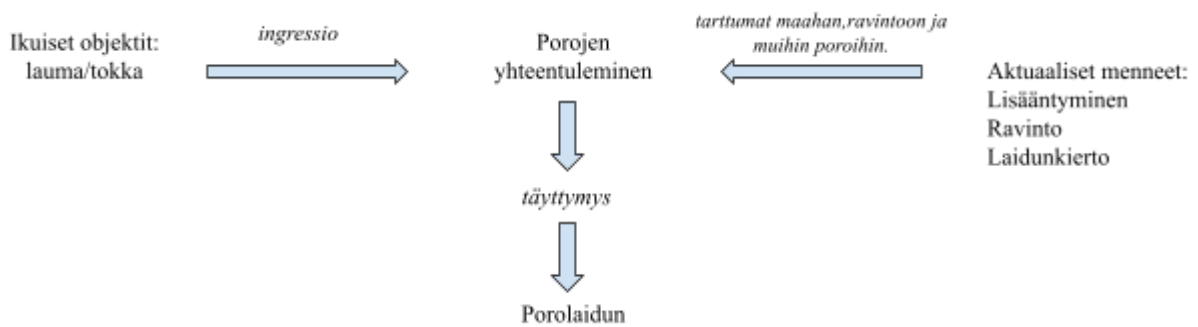 Ikuiset objektit:
lauma/tokka
ingressio
Porojen
yhteentuleminen
tarttumat maahan,ravintoon ja
muihin poroihin.
Aktuaaliset menneet:
Lisääntyminen
Ravinto
Laidunkierto
täyttymys
Porolaidun